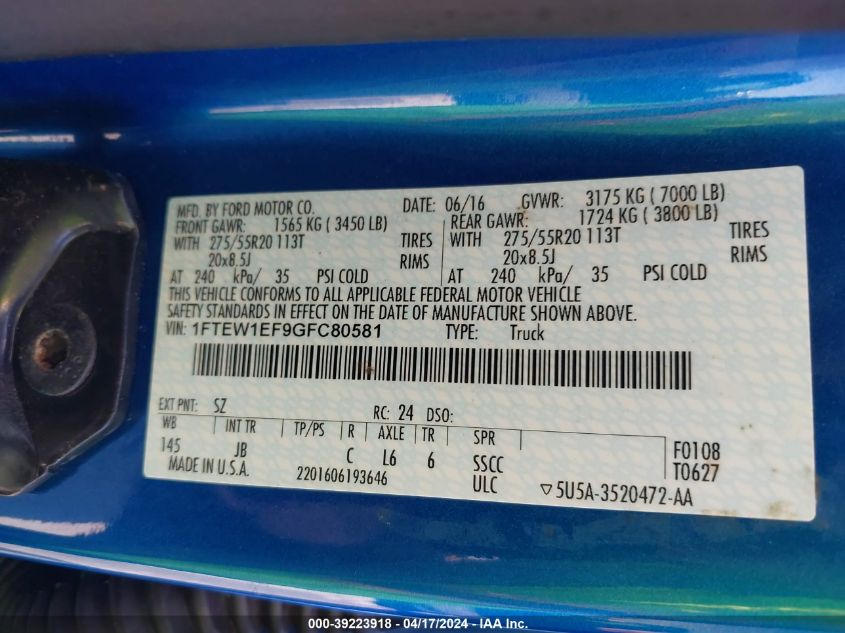 MFD. BY FORD MOTOR CO. DATE: 06/16 GVWR: 3175 KG ( 7000 LB)
FRONT GAWR: 1565 KG ( 3450 LB) REAR GAWR: 1724 KG ( 3800 LB)
WITH 275/55R20 113T TIRES WITH 275/55R20 113T TIRES
20x8.5J RIMS 20x8.5J RIMS
AT 240 kPa/ 35 PSI COLD AT 240 kPa/ 35 PSI COLD
THIS VEHICLE CONFORMS TO ALL APPLICABLE FEDERAL MOTOR VEHICLE
SAFETY STANDARDS IN EFFECT ON THE DATE OF MANUFACTURE SHOWN ABOVE.
VIN: 1FTEW1EF9GFC80581 TYPE: Truck
EXT PNT: SZ RC: 24 DSO:
WB INT TR TP/PS R AXLE TR SPR F0108
145 JB C L6 6 SSCC T0627
MADE IN U.S.A. 2201606193646 ULC ▽5U5A-3520472-AA
000-39223918 - 04/17/2024 - IAA, Inc.